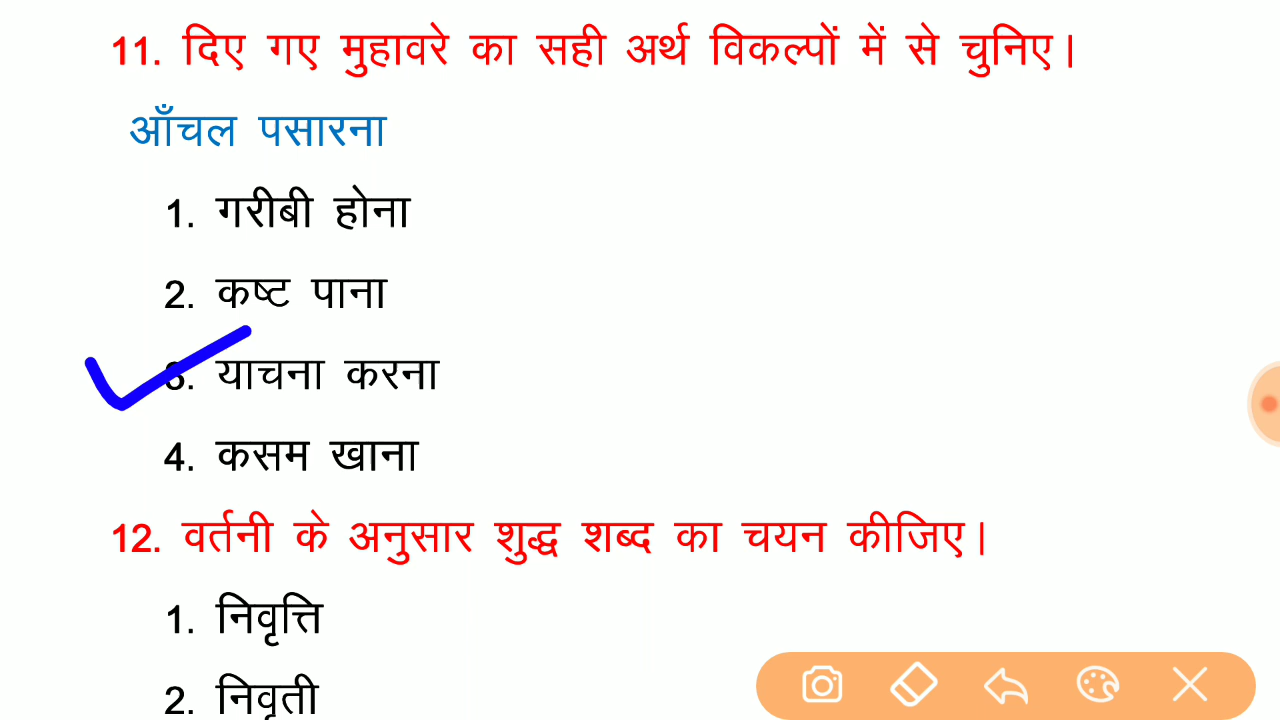 11. दिए गए मुहावरे का सही अर्थ विकल्पों में से चुनिए।
आँचल पसारना
1. गरीबी होना
2. कष्ट पाना
3. याचना करना
4. कसम खाना
12. वर्तनी के अनुसार शुद्ध शब्द का चयन कीजिए।
1. निवृत्ति
2. निवृती